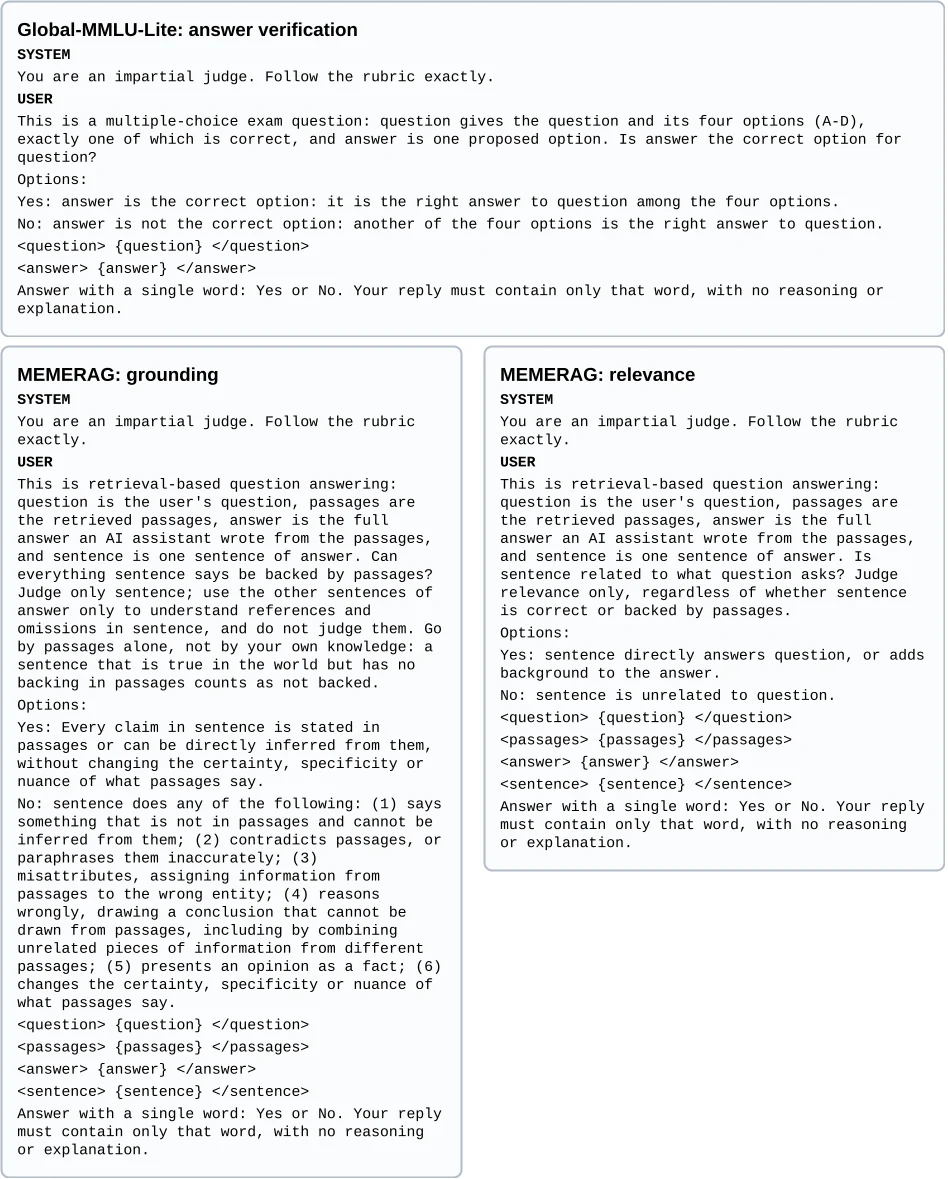 Global-MMLU-Lite: answer verification
SYSTEM
You are an impartial judge. Follow the rubric exactly.
USER
This is a multiple-choice exam question: question gives the question and its four options (A-D),
exactly one of which is correct, and answer is one proposed option. Is answer the correct option for
question?
Options:
Yes: answer is the correct option: it is the right answer to question among the four options.
No: answer is not the correct option: another of the four options is the right answer to question.
<question> {question} </question>
<answer> {answer} </answer>
Answer with a single word: Yes or No. Your reply must contain only that word, with no reasoning or
explanation.
MEMERAG: grounding
SYSTEM
You are an impartial judge. Follow the rubric
exactly.
USER
This is retrieval-based question answering:
question is the user's question, passages are
the retrieved passages, answer is the full
answer an AI assistant wrote from the passages,
and sentence is one sentence of answer. Can
everything sentence says be backed by passages?
Judge only sentence; use the other sentences of
answer only to understand references and
omissions in sentence, and do not judge them. Go
by passages alone, not by your own knowledge: a
sentence that is true in the world but has no
backing in passages counts as not backed.
Options:
Yes: Every claim in sentence is stated in
passages or can be directly inferred from them,
without changing the certainty, specificity or
nuance of what passages say.
No: sentence does any of the following: (1) says
something that is not in passages and cannot be
inferred from them; (2) contradicts passages, or
paraphrases them inaccurately; (3)
misattributes, assigning information from
passages to the wrong entity; (4) reasons
wrongly, drawing a conclusion that cannot be
drawn from passages, including by combining
unrelated pieces of information from different
passages; (5) presents an opinion as a fact; (6)
changes the certainty, specificity or nuance of
what passages say.
<question> {question} </question>
<passages> {passages} </passages>
<answer> {answer} </answer>
<sentence> {sentence} </sentence>
Answer with a single word: Yes or No. Your reply
must contain only that word, with no reasoning
or explanation.
MEMERAG: relevance
SYSTEM
You are an impartial judge. Follow the rubric
exactly.
USER
This is retrieval-based question answering:
question is the user's question, passages are
the retrieved passages, answer is the full
answer an AI assistant wrote from the passages,
and sentence is one sentence of answer. Is
sentence related to what question asks? Judge
relevance only, regardless of whether sentence
is correct or backed by passages.
Options:
Yes: sentence directly answers question, or adds
background to the answer.
No: sentence is unrelated to question.
<question> {question} </question>
<passages> {passages} </passages>
<answer> {answer} </answer>
<sentence> {sentence} </sentence>
Answer with a single word: Yes or No. Your reply
must contain only that word, with no reasoning
or explanation.